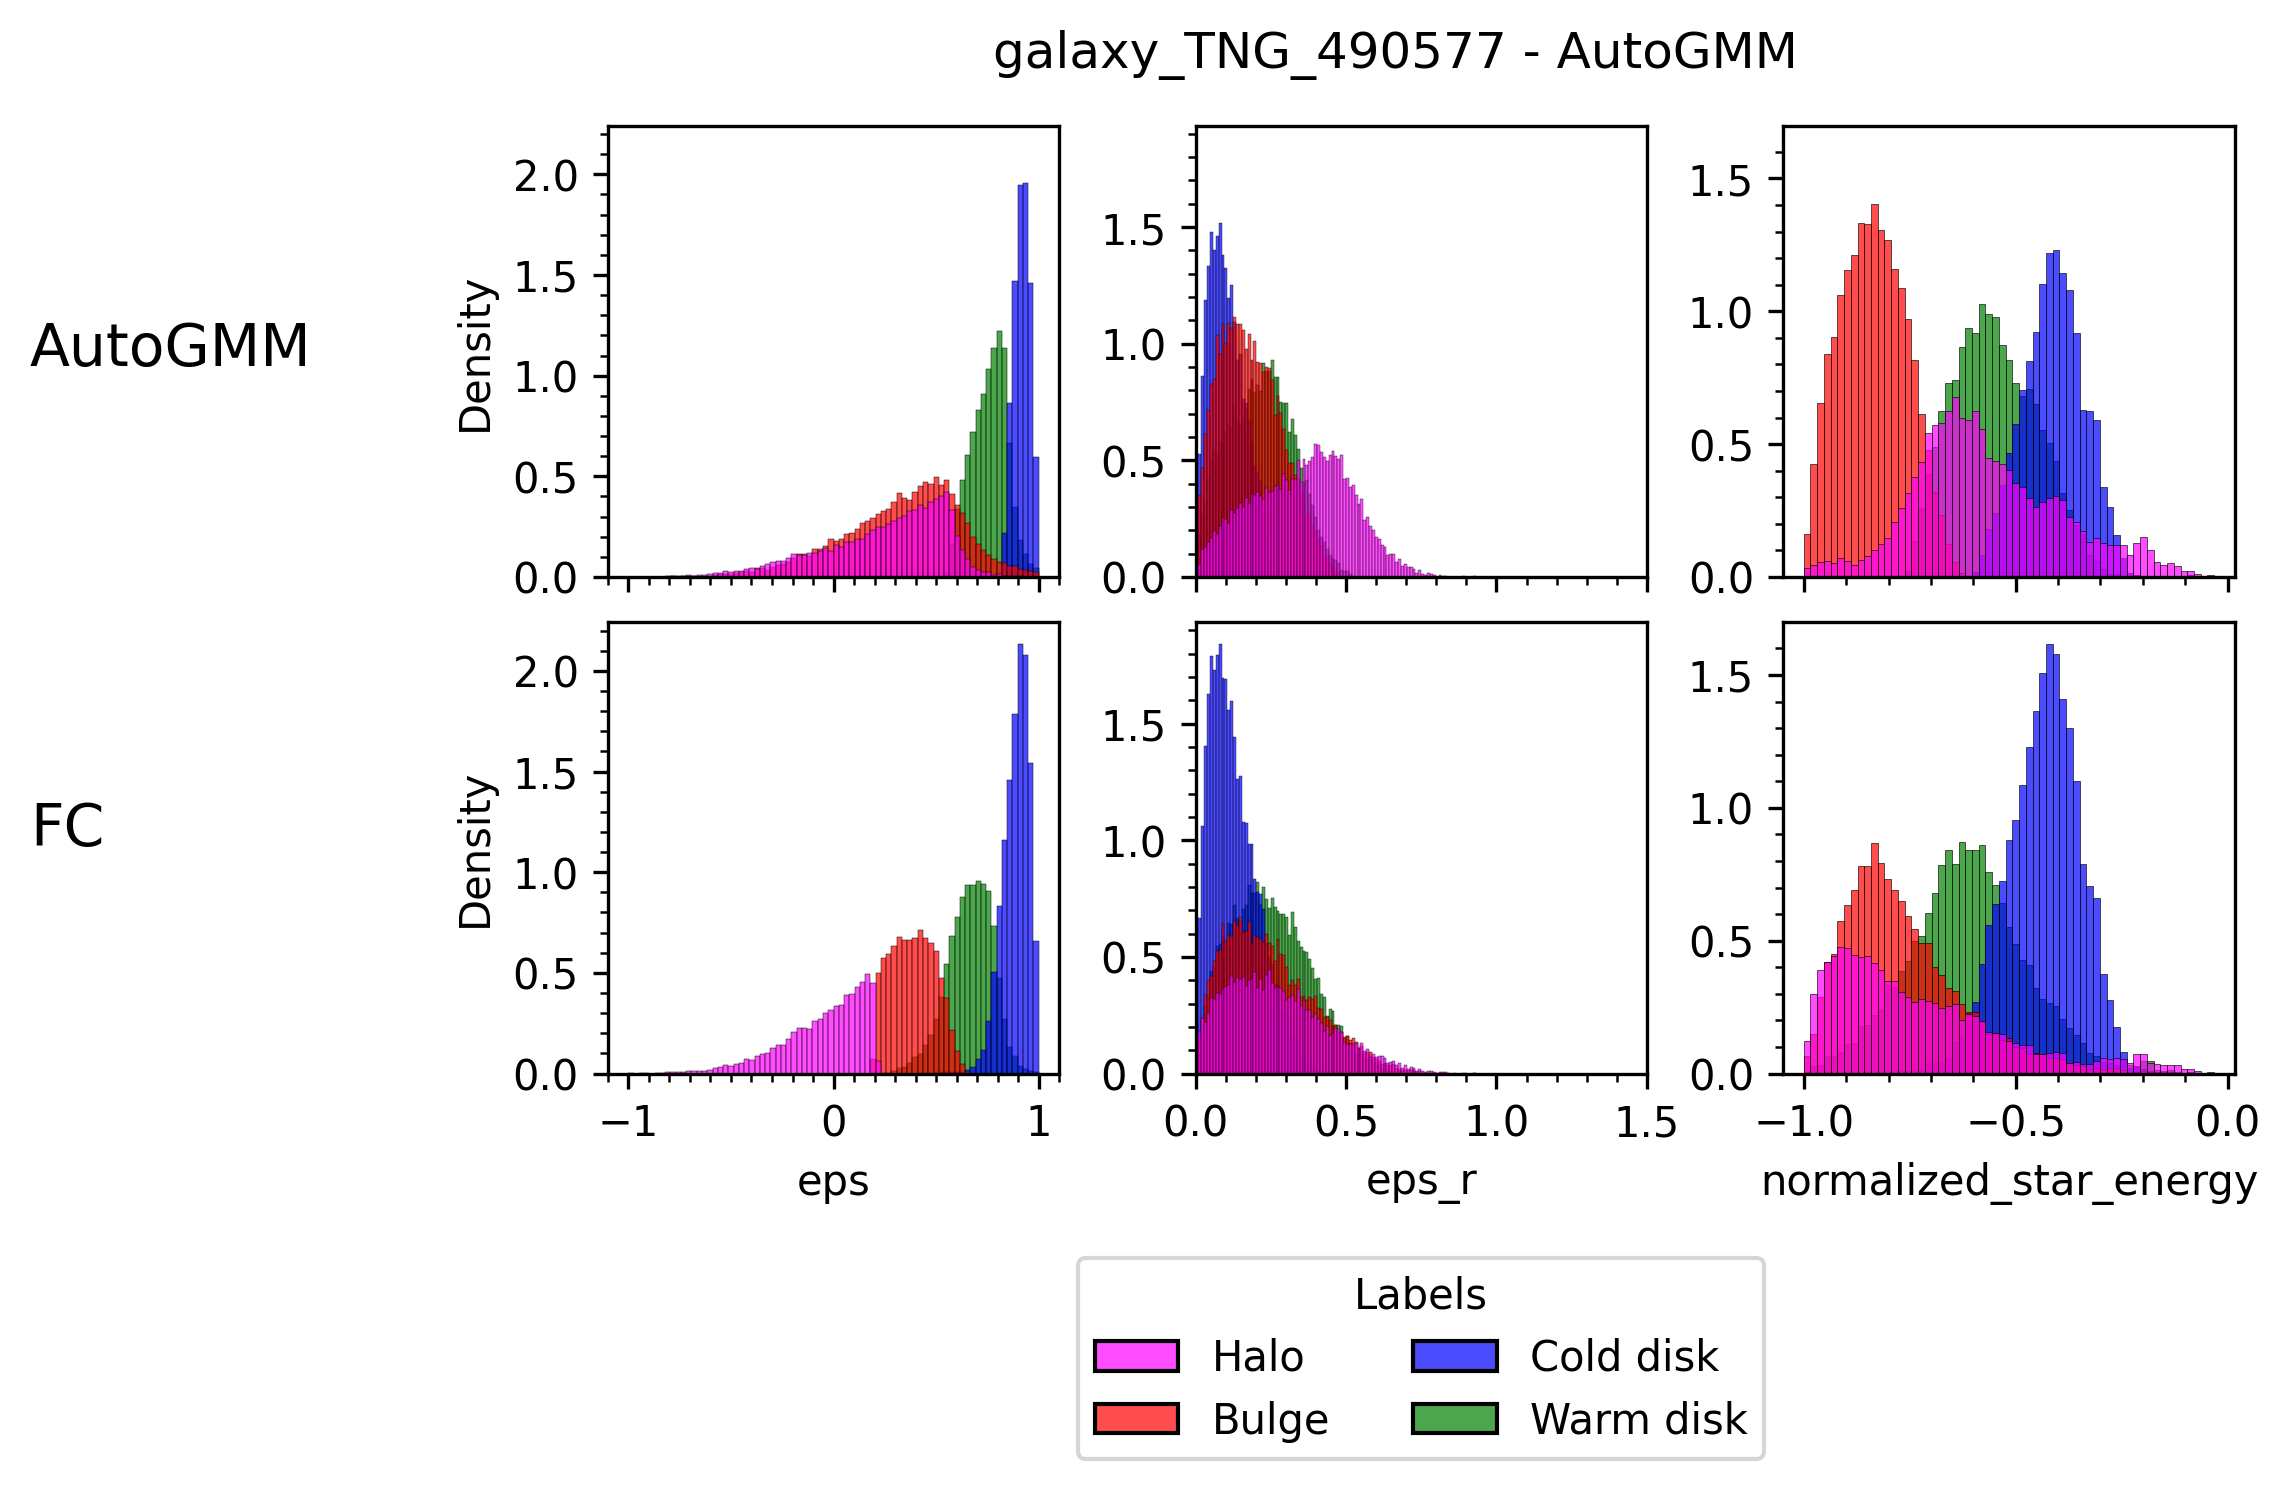 galaxy_TNG_490577 - AutoGMM
AutoGMM
Density
2.0
1.5
1.0
0.5
0.0
1.5
1.0
0.5
0.0
1.5
1.0
0.5
0.0
FC
Density
2.0
1.5
1.0
0.5
0.0
1.5
1.0
0.5
0.0
1.5
1.0
0.5
0.0
−1 0 1
0.0 0.5 1.0 1.5
−1.0 −0.5 0.0
eps
eps_r
normalized_star_energy
Labels
Halo
Bulge
Cold disk
Warm disk